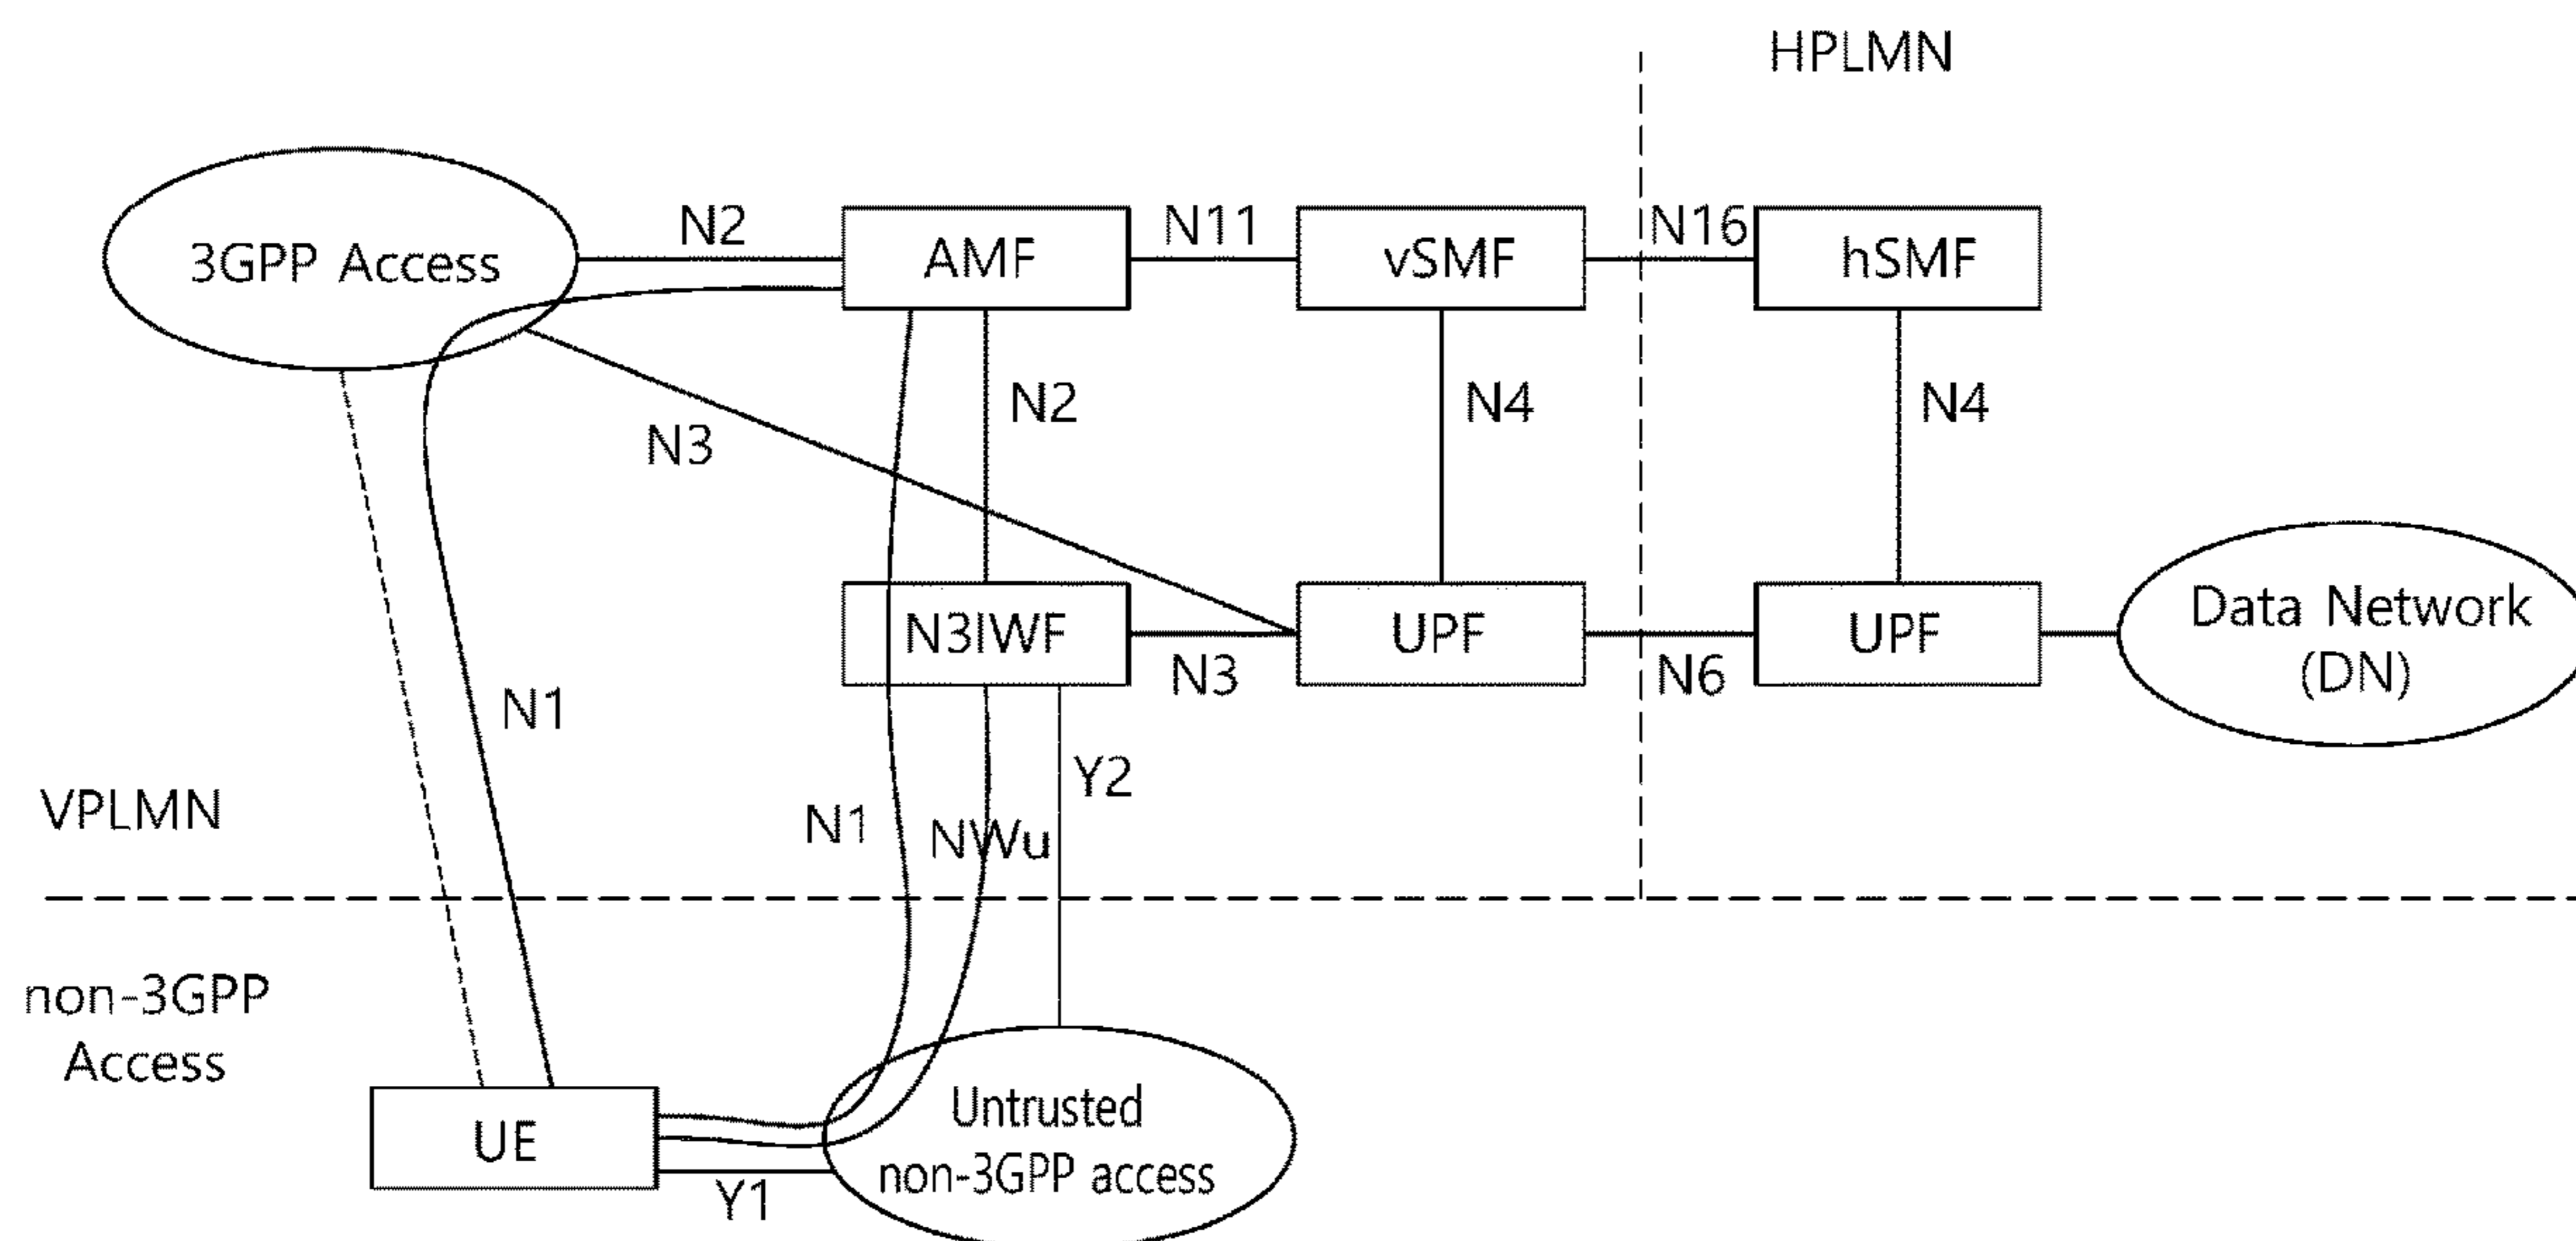 HPLMN
3GPP Access
N2
AMF
N11
vSMF
N16
hSMF
N3
N2
N4
N4
N3IWF
N3
UPF
N6
UPF
Data Network
(DN)
N1
VPLMN
N1
NWu
Y2
non-3GPP
Access
UE
Y1
Untrusted
non-3GPP access